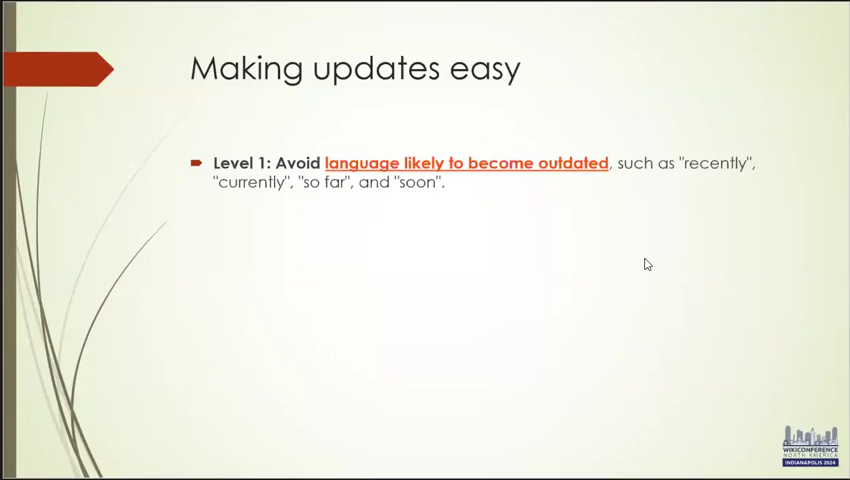 Making updates easy
Level 1: Avoid language likely to become outdated, such as "recently",
"currently", "so far", and "soon".
WIKICONFERENCE
NORTH AMERICA
INDIANAPOLIS 2024